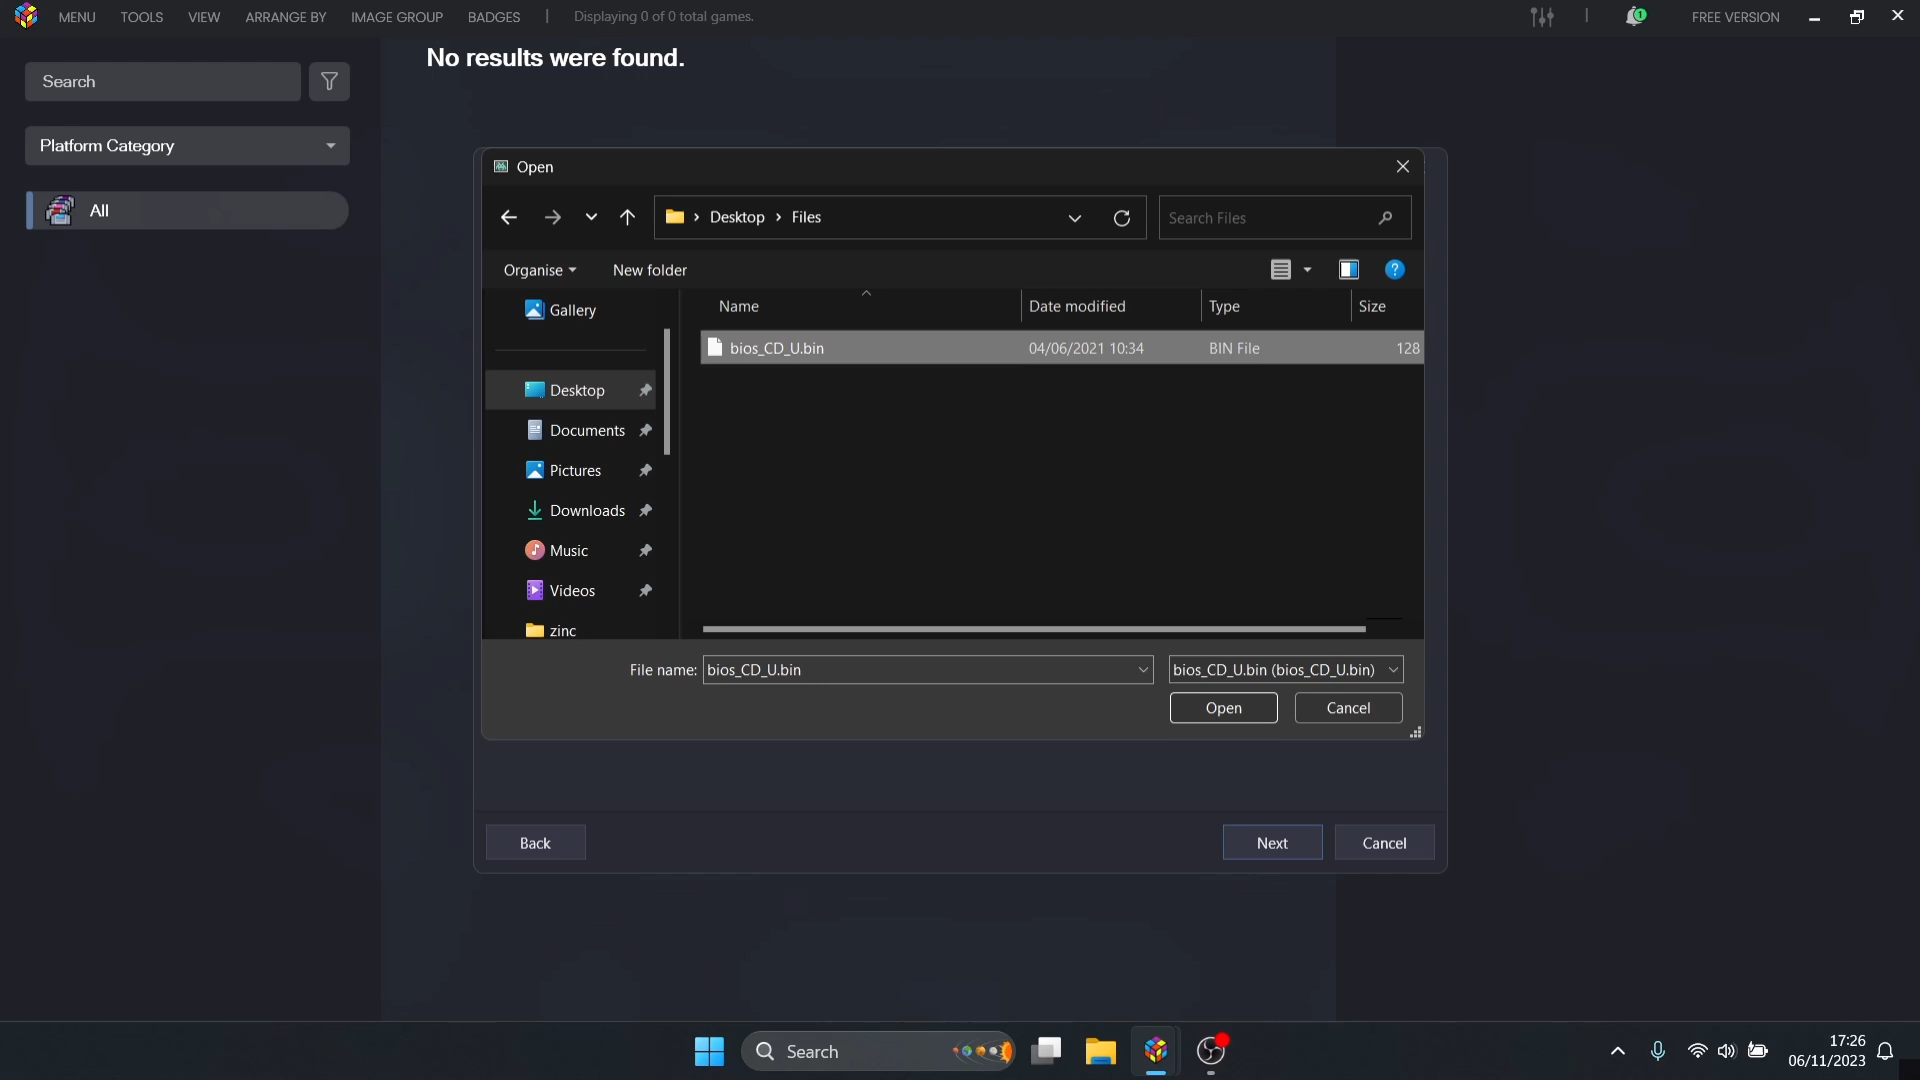 MENU TOOLS VIEW ARRANGE BY IMAGE GROUP BADGES | Displaying 0 of 0 total games. | 1 FREE VERSION
No results were found.
Search
Platform Category
All
Open
Desktop > Files
Search Files
Organise New folder
Gallery
Desktop
Documents
Pictures
Downloads
Music
Videos
zinc
Name Date modified Type Size
bios_CD_U.bin 04/06/2021 10:34 BIN File 128
File name: bios_CD_U.bin bios_CD_U.bin (bios_CD_U.bin)
Open Cancel
Back Next Cancel
Search
17:26
06/11/2023